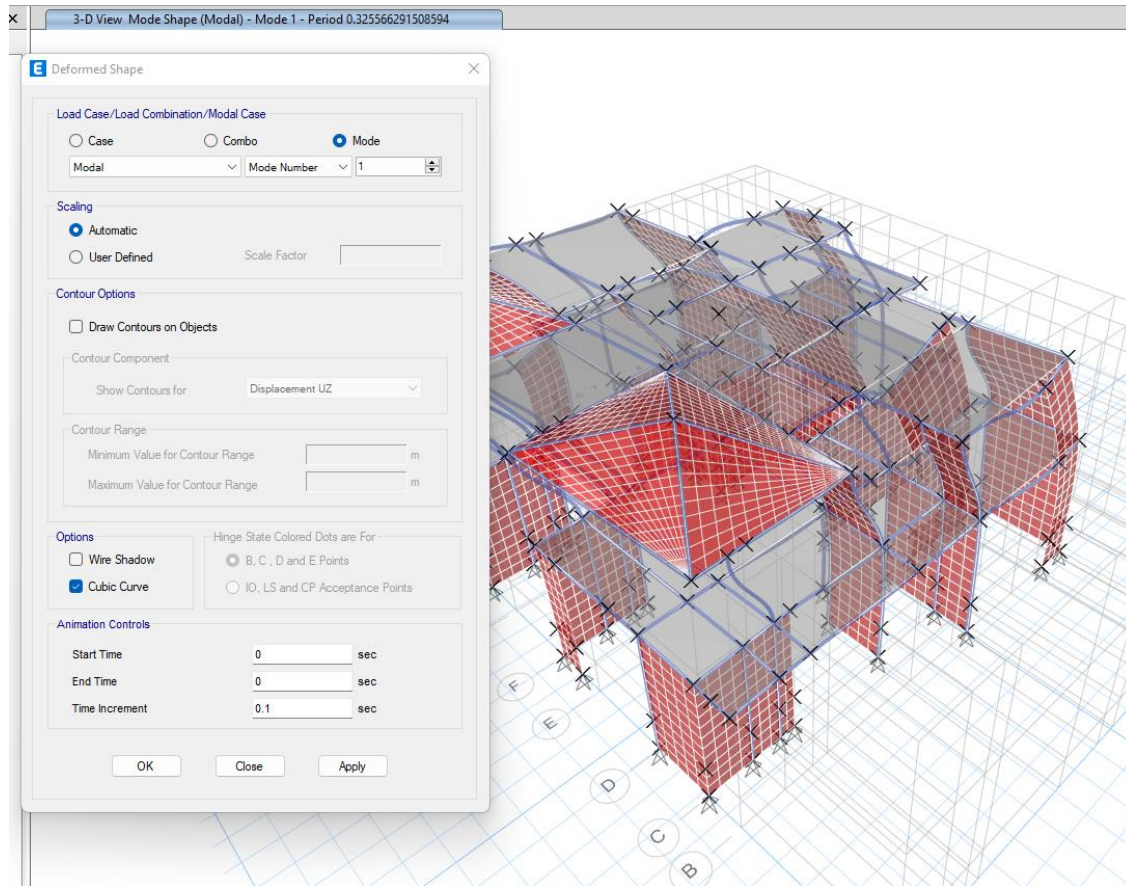 3-D View Mode Shape (Modal) - Mode 1 - Period 0.325566291508594
E Deformed Shape
Load Case/Load Combination/Modal Case
Case Combo Mode
Modal Mode Number 1
Scaling
Automatic
User Defined Scale Factor
Contour Options
Draw Contours on Objects
Contour Component
Show Contours for Displacement UZ
Contour Range
Minimum Value for Contour Range m
Maximum Value for Contour Range m
Options
Wire Shadow
Cubic Curve
Hinge State Colored Dots are For
B, C , D and E Points
IO, LS and CP Acceptance Points
Animation Controls
Start Time 0 sec
End Time 0 sec
Time Increment 0.1 sec
OK Close Apply
F
E
D
C
B